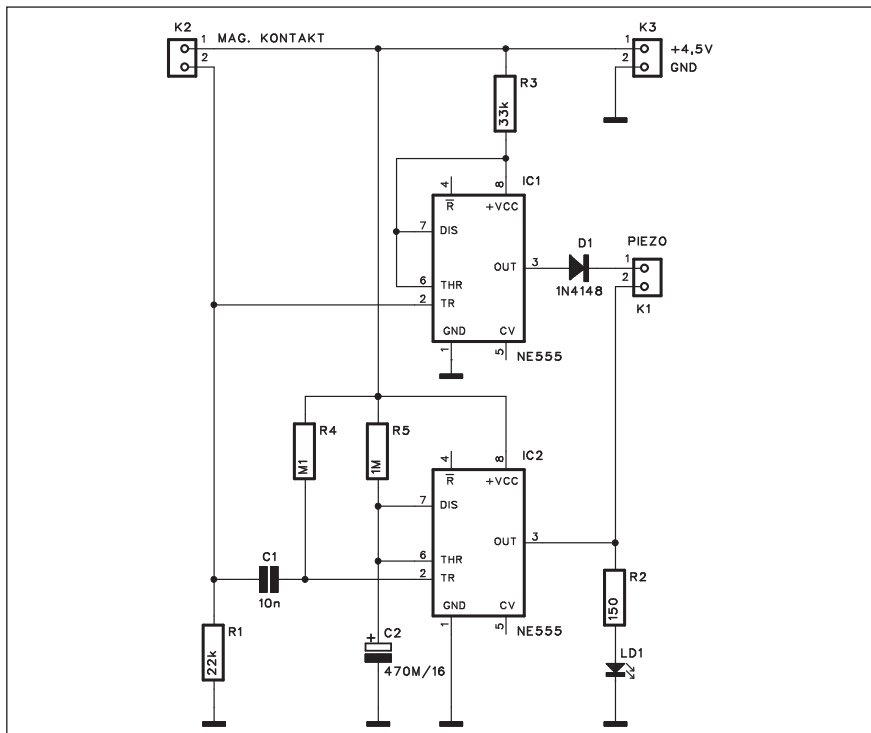 K2
1
2
MAG. KONTAKT
K3
1
2
+4,5V
GND
R3
33k
IC1
4
8
R
+VCC
7
DIS
OUT
3
6
THR
2
TR
GND
CV
1
5
NE555
D1
1N4148
PIEZO
1
2
K1
R4
M1
R5
1M
IC2
4
8
R
+VCC
7
DIS
OUT
3
6
THR
2
TR
GND
CV
1
5
NE555
C1
10n
R1
22k
C2
+
470M/16
R2
150
LD1